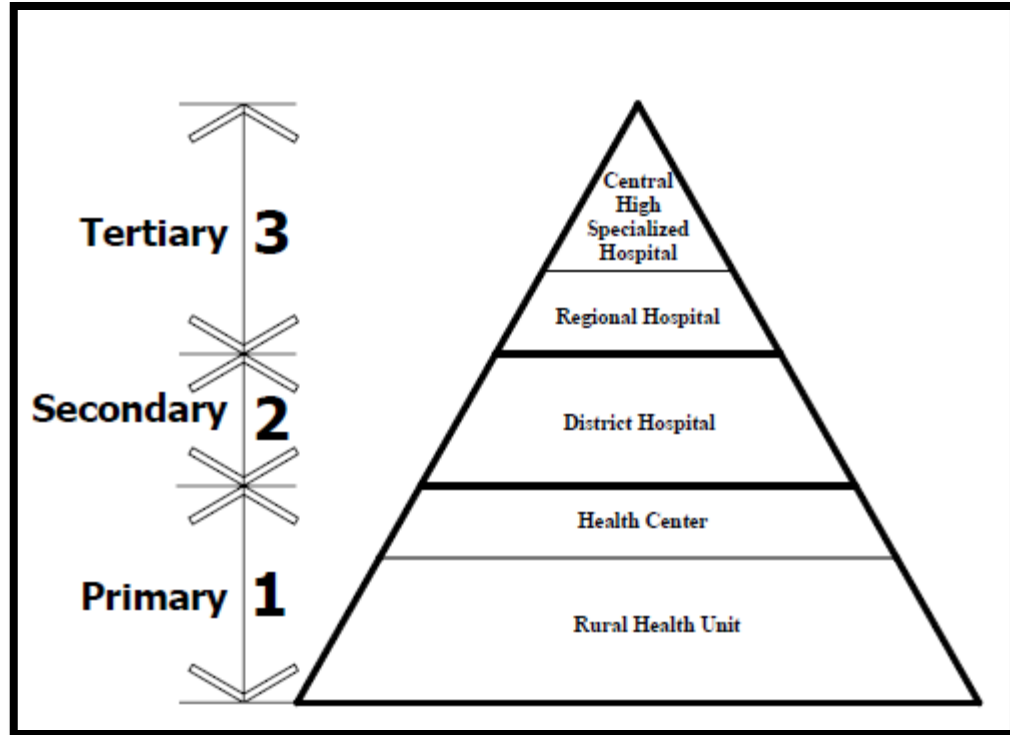 Central
High
Specialized
Hospital
Tertiary 3
Regional Hospital
Secondary 2
District Hospital
Health Center
Primary 1
Rural Health Unit